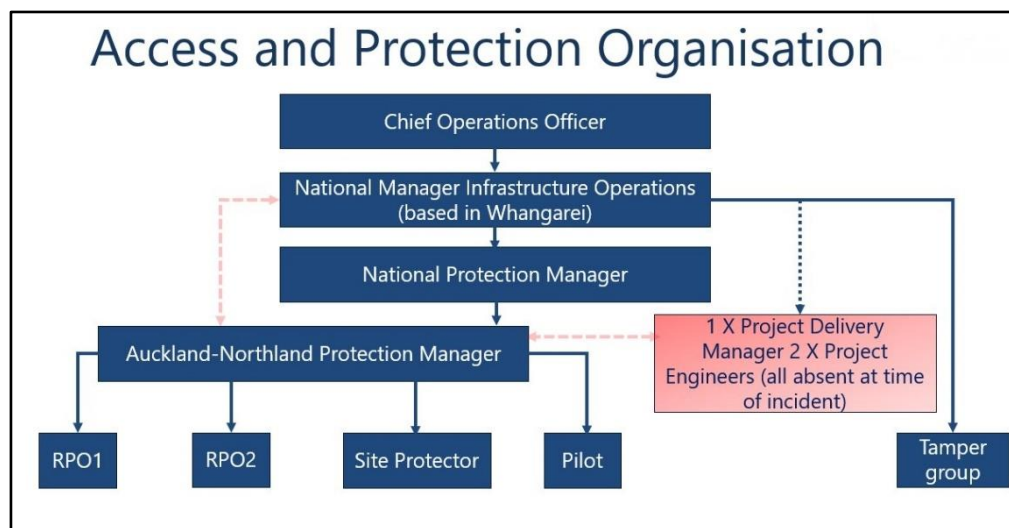 Access and Protection Organisation
Chief Operations Officer
National Manager Infrastructure Operations
(based in Whangarei)
National Protection Manager
Auckland-Northland Protection Manager
1 X Project Delivery
Manager 2 X Project
Engineers (all absent at time
of incident)
RPO1
RPO2
Site Protector
Pilot
Tamper
group